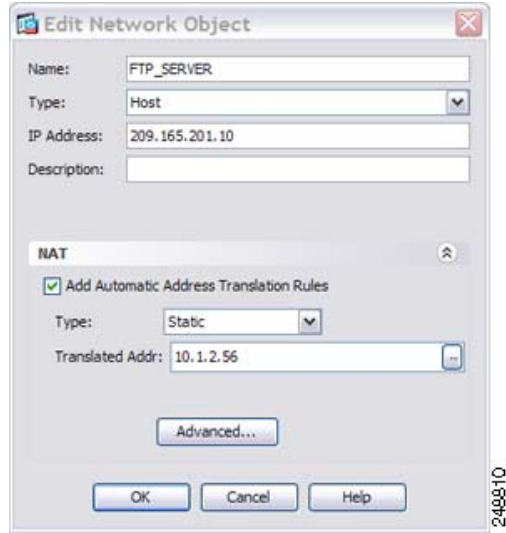 Edit Network Object
Name: FTP_SERVER
Type: Host
IP Address: 209.165.201.10
Description:
NAT
Add Automatic Address Translation Rules
Type: Static
Translated Addr: 10.1.2.56
...
Advanced...
OK Cancel Help
248810